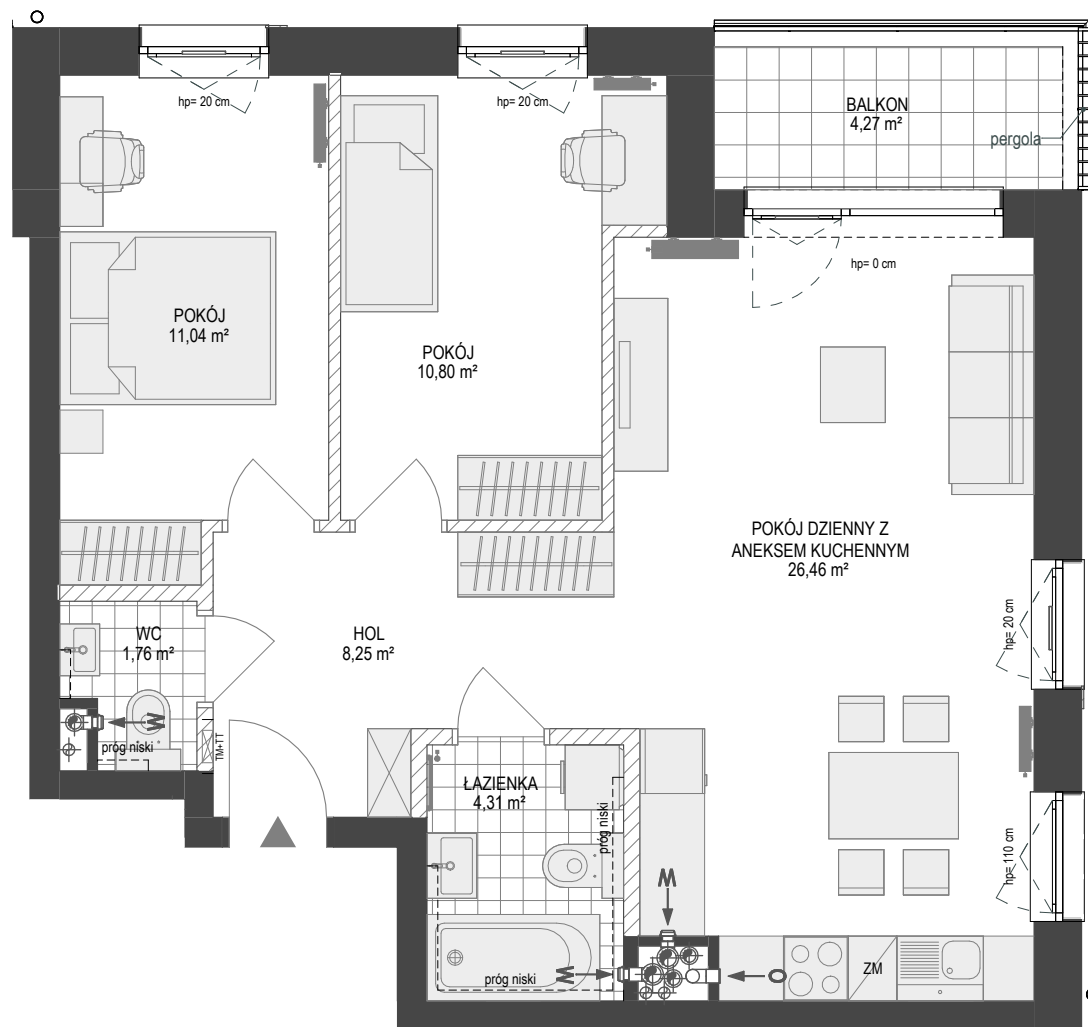 hp= 20 cm
hp= 20 cm
BALKON
4,27 m²
pergola
hp= 0 cm
POKÓJ
11,04 m²
POKÓJ
10,80 m²
POKÓJ DZIENNY Z
ANEKSEM KUCHENNYM
26,46 m²
hp= 20 cm
WC
1,76 m²
HOL
8,25 m²
W
próg niski
TM+TT
ŁAZIENKA
4,31 m²
próg niski
hp= 110 cm
W
próg niski
W
O
ZM